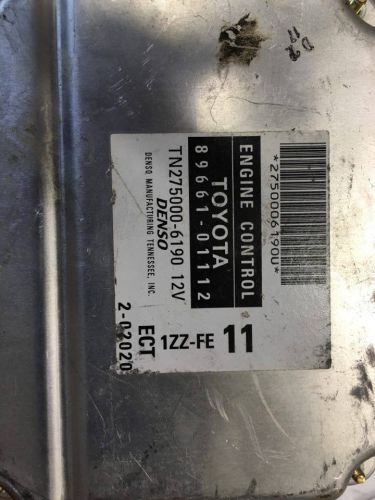 *2750006190U*
ENGINE CONTROL 11
TOYOTA
89661-01112
1ZZ-FE
TN275000-6190 12V
DENSO
ECT
DENSO MANUFACTURING TENNESSEE, INC.
2-02020